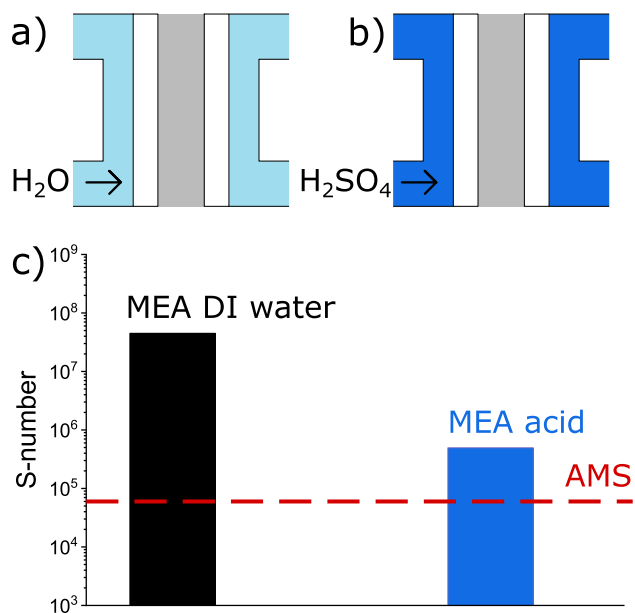 a)
b)
H₂O
H₂SO₄
c)
10⁹
10⁸
10⁷
10⁶
10⁵
10⁴
10³
S-number
MEA DI water
MEA acid
AMS